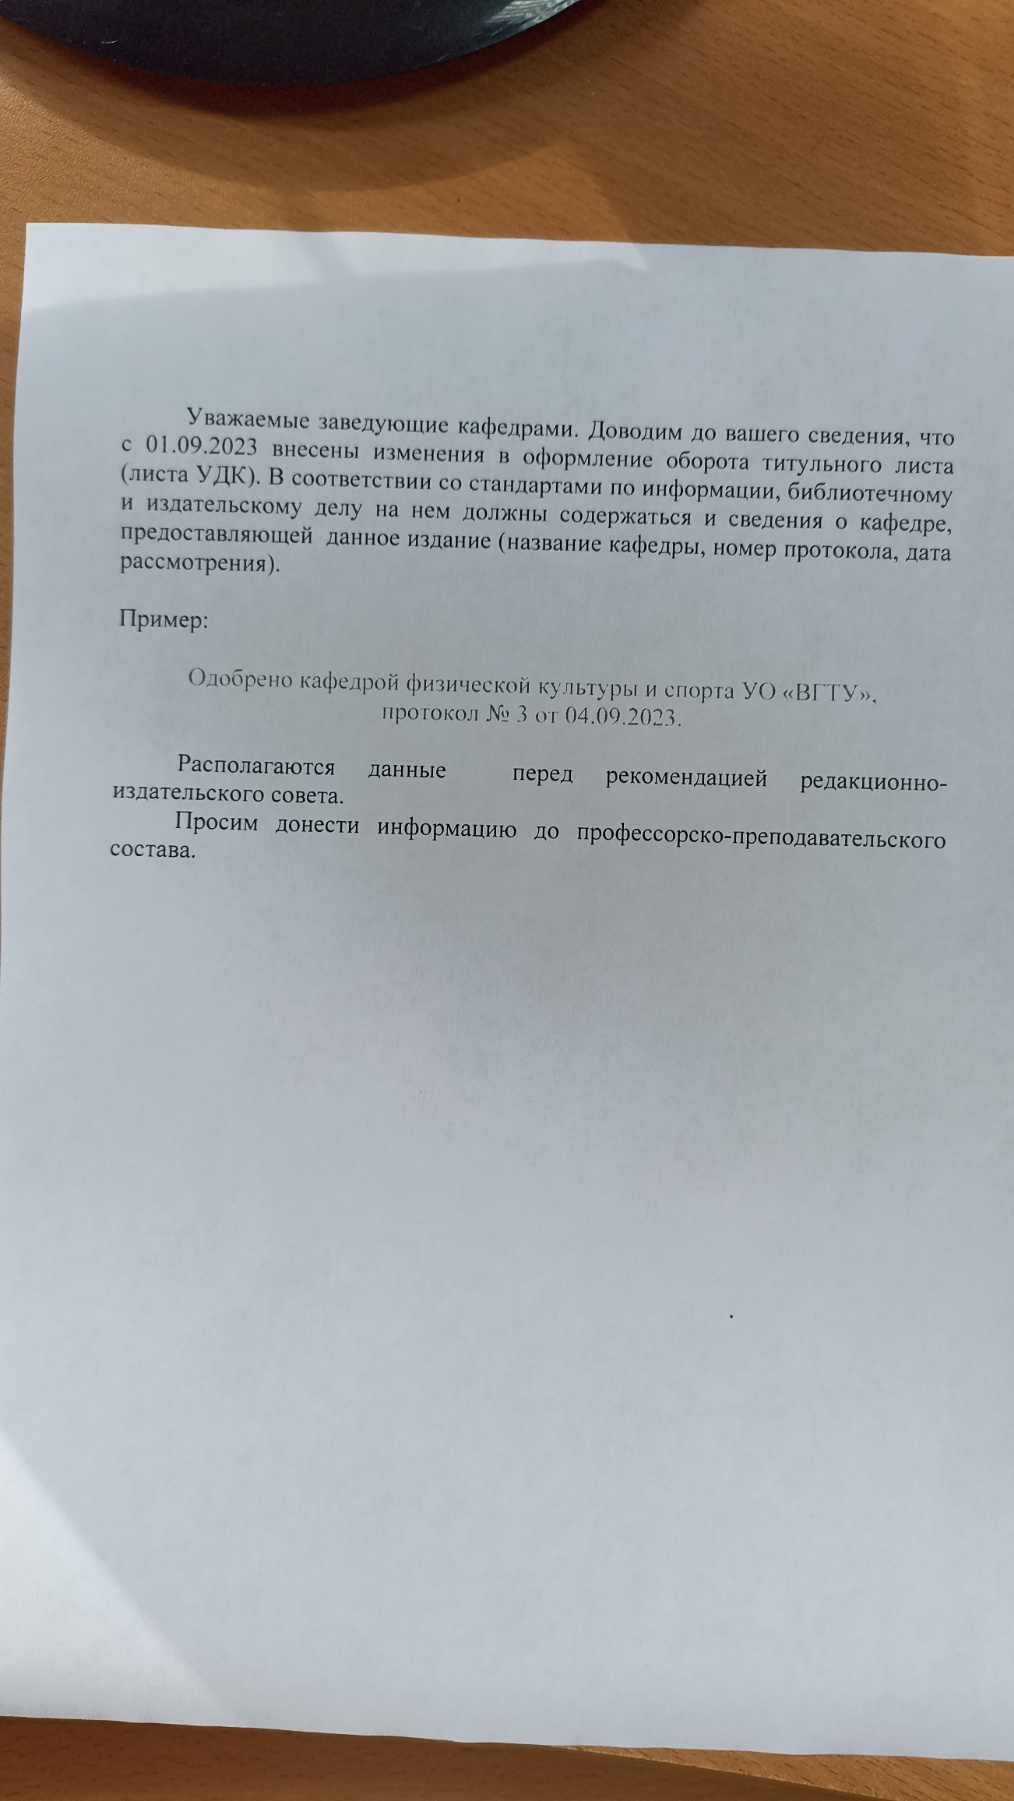 Уважаемые заведующие кафедрами. Доводим до вашего сведения, что
с 01.09.2023 внесены изменения в оформление оборота титульного листа
(листа УДК). В соответствии со стандартами по информации, библиотечному
и издательскому делу на нем должны содержаться и сведения о кафедре,
предоставляющей данное издание (название кафедры, номер протокола, дата
рассмотрения).
Пример:
Одобрено кафедрой физической культуры и спорта УО «ВГТУ»,
протокол № 3 от 04.09.2023.
Располагаются данные перед рекомендацией редакционно-
издательского совета.
Просим донести информацию до профессорско-преподавательского
состава.